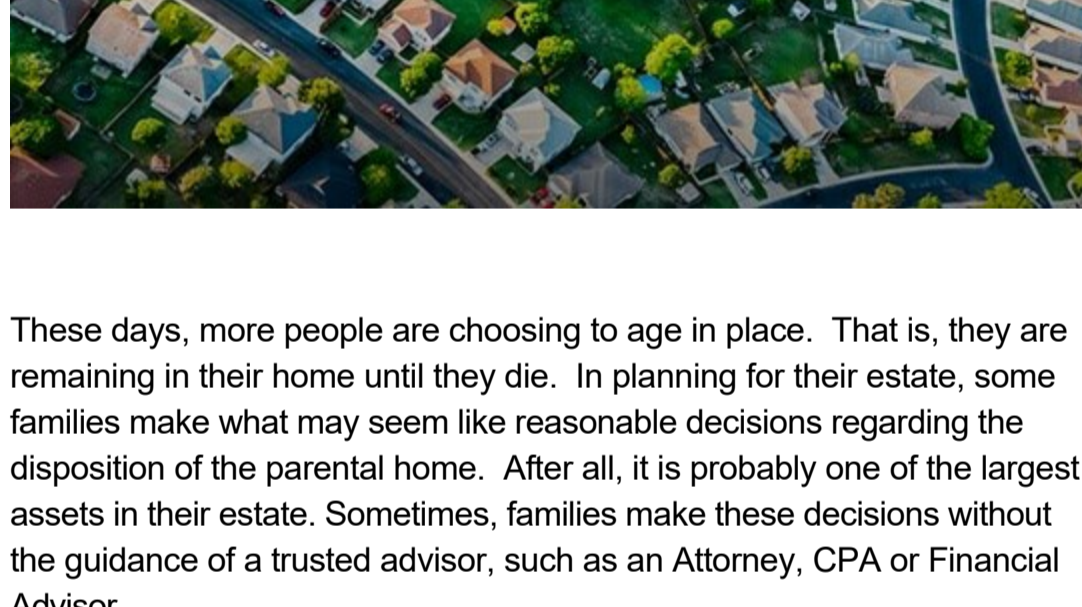 These days, more people are choosing to age in place.  That is, they are
remaining in their home until they die.  In planning for their estate, some
families make what may seem like reasonable decisions regarding the
disposition of the parental home.  After all, it is probably one of the largest
assets in their estate. Sometimes, families make these decisions without
the guidance of a trusted advisor, such as an Attorney, CPA or Financial
Advisor